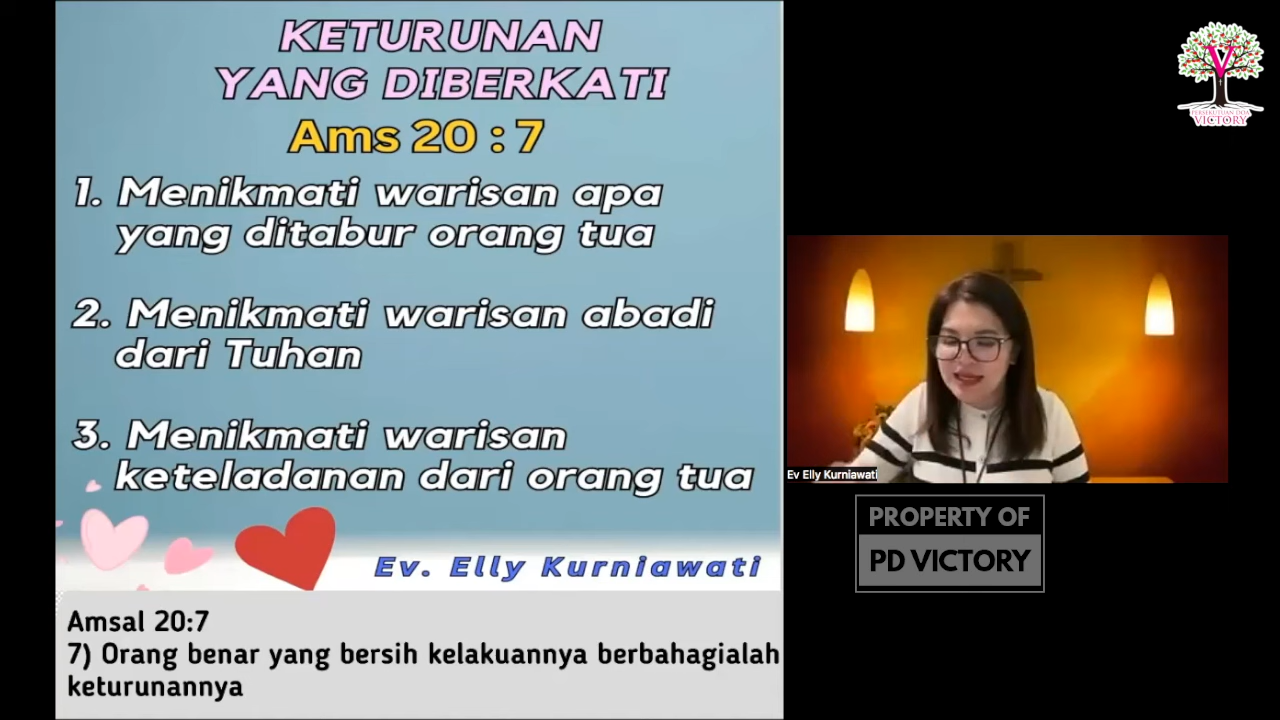 KETURUNAN
YANG DIBERKATI
Ams 20 : 7
1. Menikmati warisan apa
yang ditabur orang tua
2. Menikmati warisan abadi
dari Tuhan
3. Menikmati warisan
keteladanan dari orang tua
Ev. Elly Kurniawati
Amsal 20:7
7) Orang benar yang bersih kelakuannya berbahagialah
keturunannya
V
PERSEKUTUAN DOA
VICTORY
Ev Elly Kurniawati
PROPERTY OF
PD VICTORY